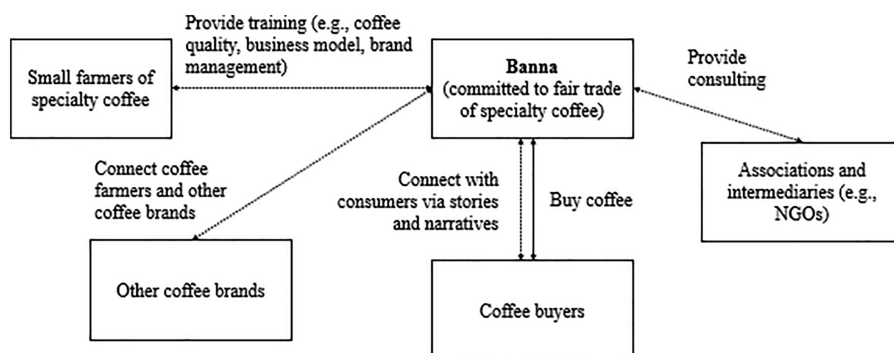 Provide training (e.g., coffee
quality, business model, brand
management)
Small farmers of
specialty coffee
Banna
(committed to fair trade
of specialty coffee)
Provide
consulting
Connect coffee
farmers and other
coffee brands
Connect with
consumers via stories
and narratives
Buy coffee
Associations and
intermediaries (e.g.,
NGOs)
Other coffee brands
Coffee buyers